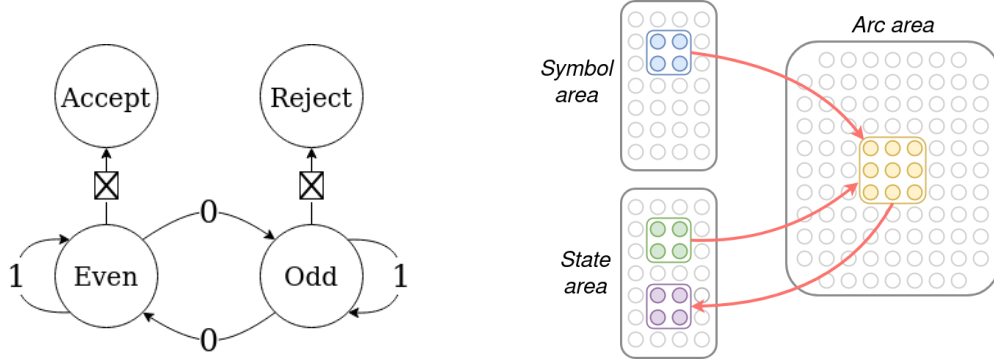 Accept
Reject
☒
☒
0
1
Even
Odd
1
0
Symbol
area
Arc area
State
area